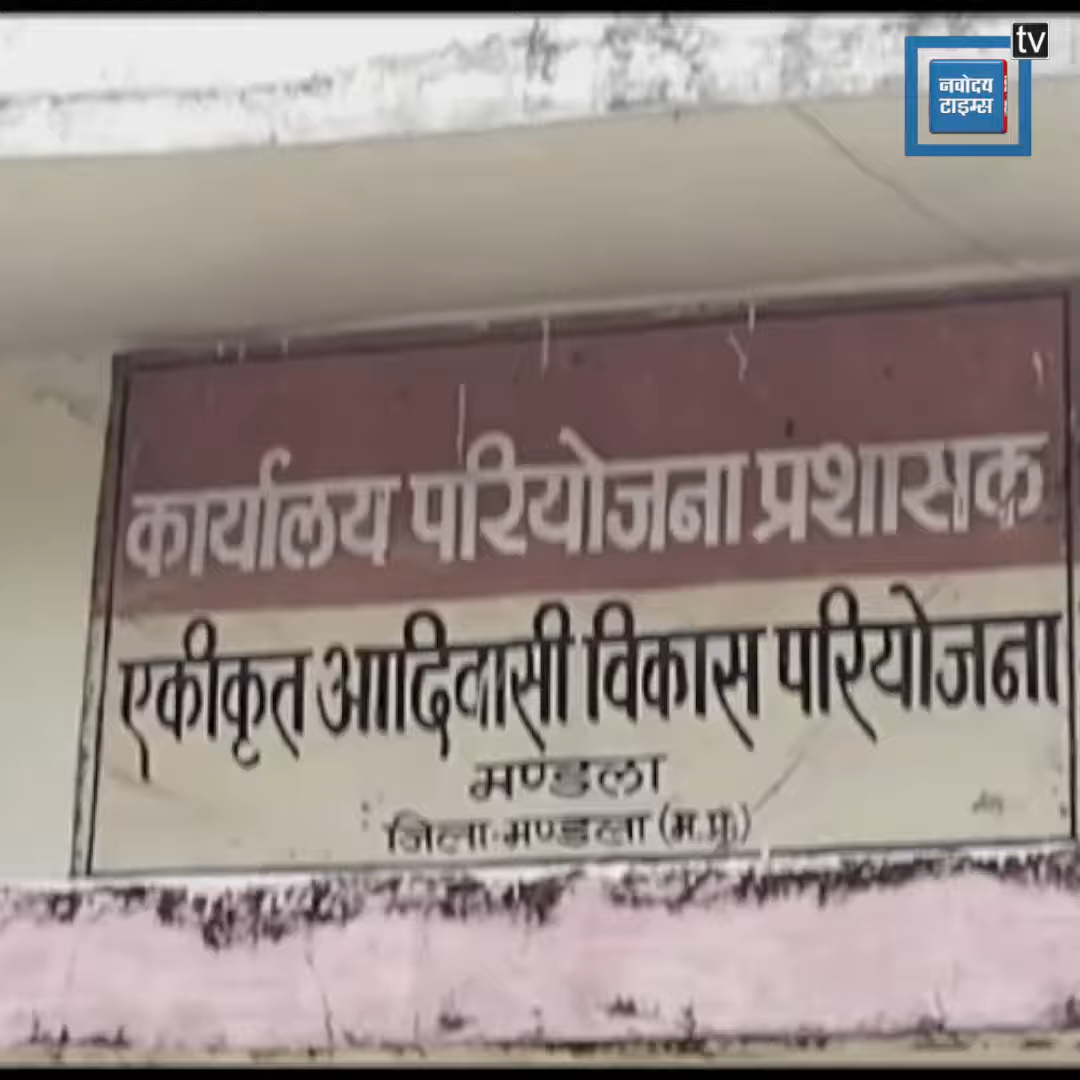 tv
नवोदय
टाइम्स
कार्यालय परियोजना प्रशासक
एकीकृत आदिवासी विकास परियोजना
मण्डला
जिला-मण्डला (म.प्र.)